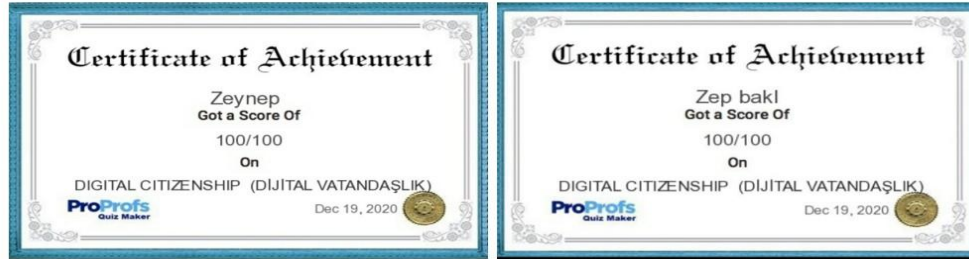 Certificate of Achievement
Zeynep
Got a Score Of
100/100
On
DIGITAL CITIZENSHIP (DİJİTAL VATANDAŞLIK)
ProProfs
Quiz Maker
Dec 19, 2020
Certificate of Achievement
Zep bakl
Got a Score Of
100/100
On
DIGITAL CITIZENSHIP (DİJİTAL VATANDAŞLIK)
ProProfs
Quiz Maker
Dec 19, 2020